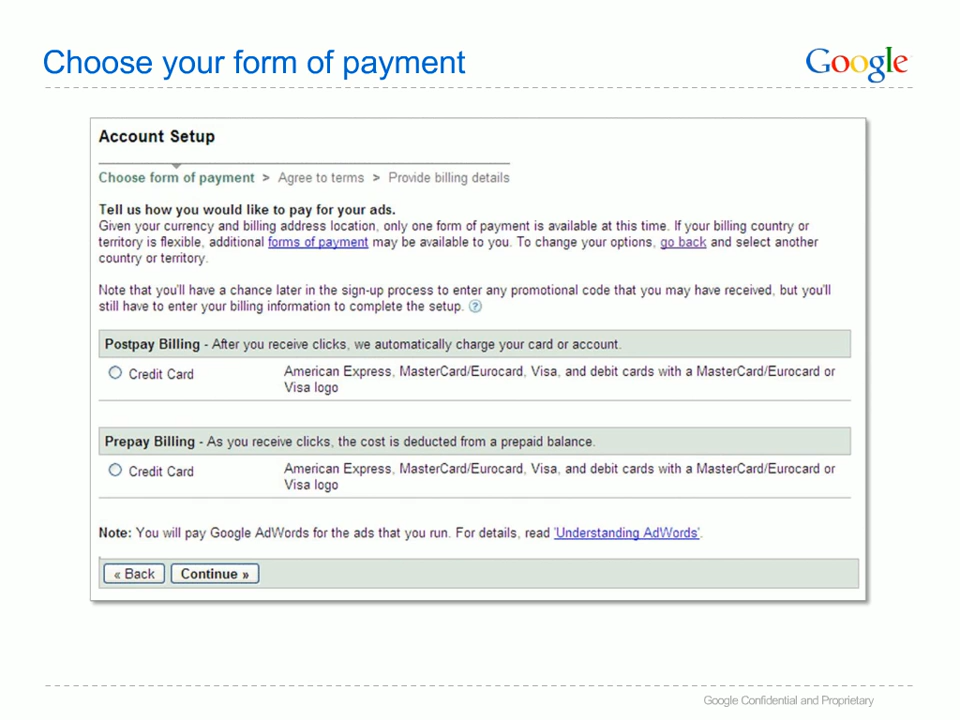 Choose your form of payment
Google
Account Setup
Choose form of payment > Agree to terms > Provide billing details
Tell us how you would like to pay for your ads.
Given your currency and billing address location, only one form of payment is available at this time. If your billing country or
territory is flexible, additional forms of payment may be available to you. To change your options, go back and select another
country or territory.
Note that you'll have a chance later in the sign-up process to enter any promotional code that you may have received, but you'll
still have to enter your billing information to complete the setup. ?
Postpay Billing - After you receive clicks, we automatically charge your card or account.
Credit Card American Express, MasterCard/Eurocard, Visa, and debit cards with a MasterCard/Eurocard or
Visa logo
Prepay Billing - As you receive clicks, the cost is deducted from a prepaid balance.
Credit Card American Express, MasterCard/Eurocard, Visa, and debit cards with a MasterCard/Eurocard or
Visa logo
Note: You will pay Google AdWords for the ads that you run. For details, read 'Understanding AdWords'.
« Back Continue »
Google Confidential and Proprietary